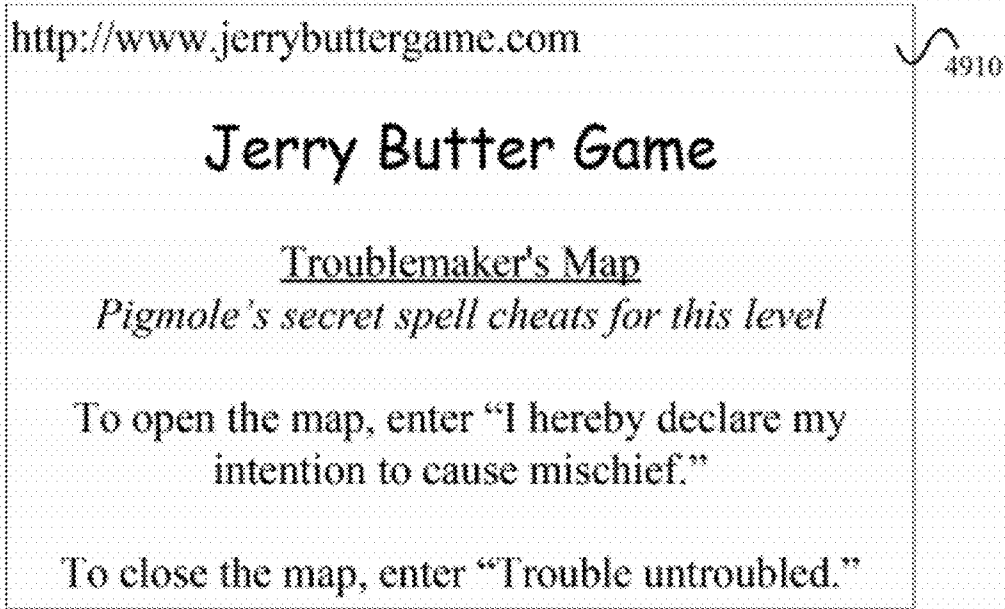 http://www.jerrybuttergame.com
4910
Jerry Butter Game
Troublemaker's Map
Pigmole's secret spell cheats for this level
To open the map, enter “I hereby declare my
intention to cause mischief.”
To close the map, enter “Trouble untroubled.”